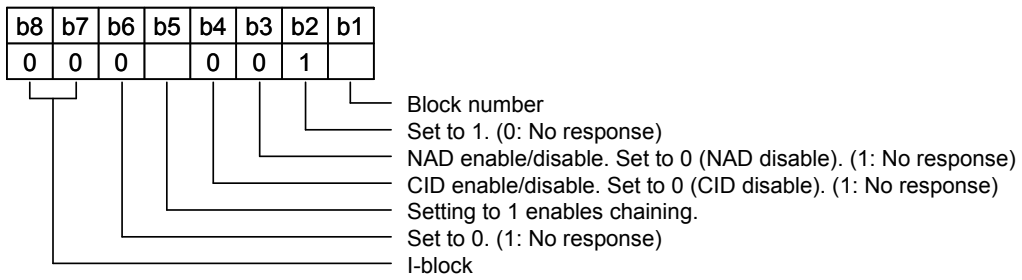 b8 b7 b6 b5 b4 b3 b2 b1
0 0 0 0 0 1
Block number
Set to 1. (0: No response)
NAD enable/disable. Set to 0 (NAD disable). (1: No response)
CID enable/disable. Set to 0 (CID disable). (1: No response)
Setting to 1 enables chaining.
Set to 0. (1: No response)
I-block